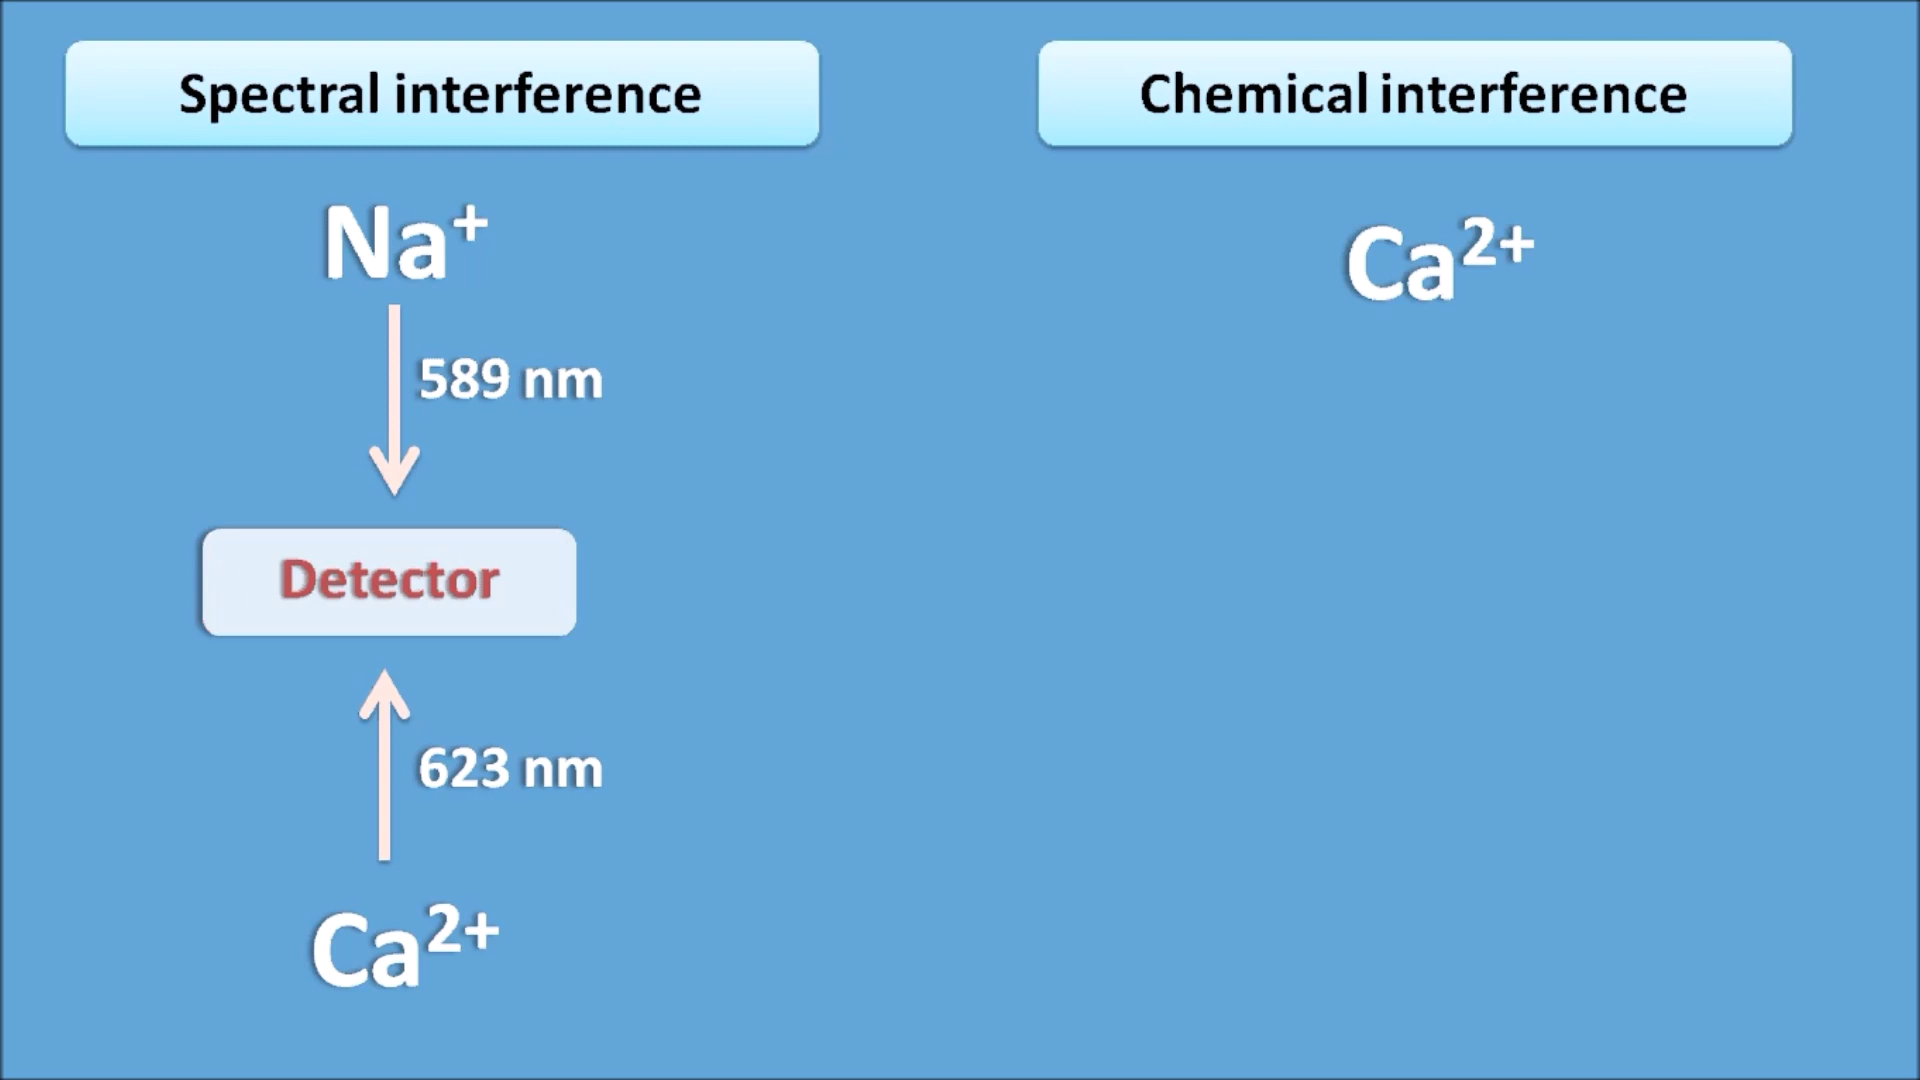 Spectral interference
Na⁺
589 nm
Detector
623 nm
Ca²⁺
Chemical interference
Ca²⁺